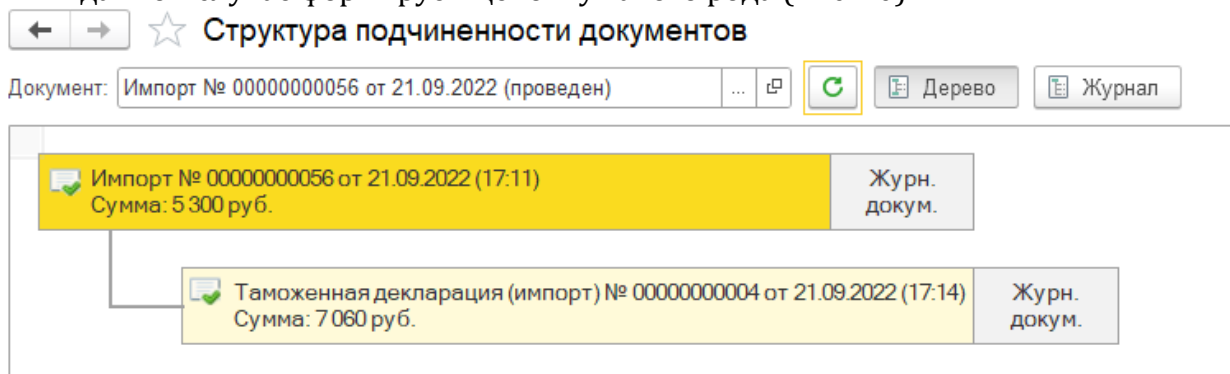 Структура подчиненности документов
Документ: Импорт № 00000000056 от 21.09.2022 (проведен) ... Дерево Журнал
Импорт № 00000000056 от 21.09.2022 (17:11) Журн.
Сумма: 5 300 руб. докум.
Таможенная декларация (импорт) № 00000000004 от 21.09.2022 (17:14) Журн.
Сумма: 7 060 руб. докум.